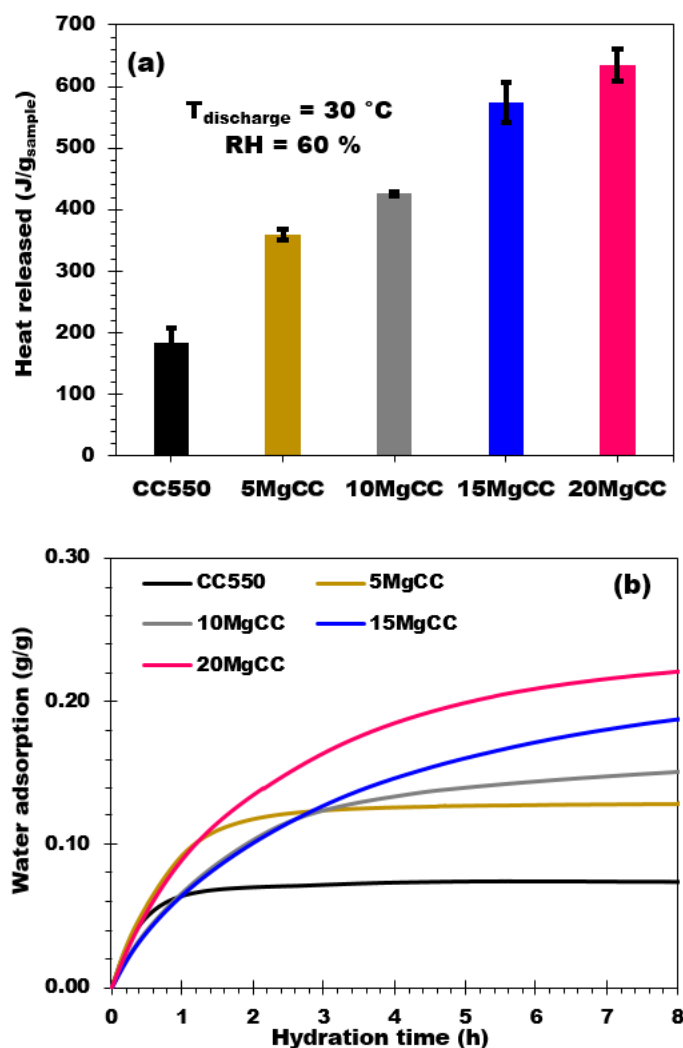 700
600
500
400
300
200
100
0
Heat released (J/gsample)
(a)
Tdischarge = 30 °C
RH = 60 %
CC550 5MgCC 10MgCC 15MgCC 20MgCC
0.30
0.20
0.10
0.00
Water adsorption (g/g)
CC550 5MgCC
10MgCC 15MgCC
20MgCC
(b)
0 1 2 3 4 5 6 7 8
Hydration time (h)